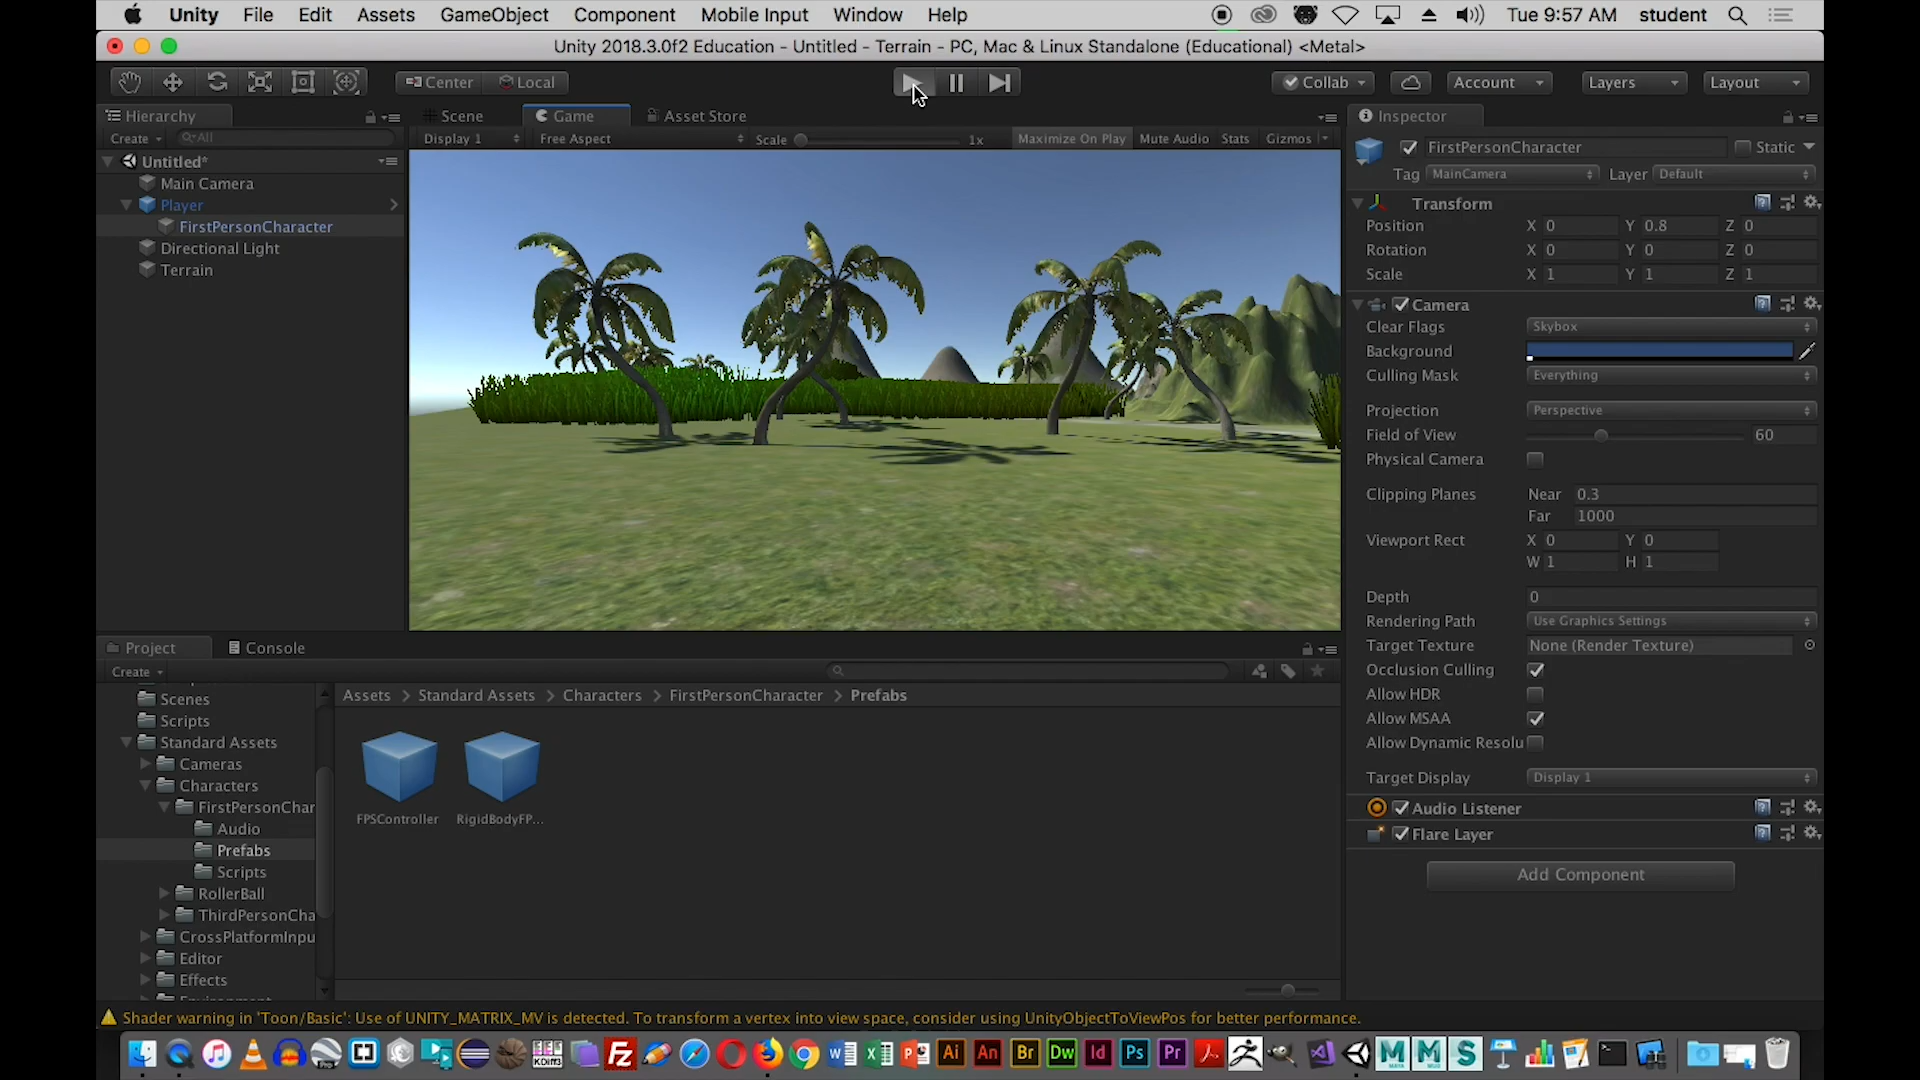 Unity File Edit Assets GameObject Component Mobile Input Window Help Tue 9:57 AM student
Unity 2018.3.0f2 Education - Untitled - Terrain - PC, Mac & Linux Standalone (Educational) <Metal>
Center Local Collab Account Layers Layout
Hierarchy
Create All
Untitled*
Main Camera
Player
FirstPersonCharacter
Directional Light
Terrain
Scene Game Asset Store
Display 1 Free Aspect Scale 1x Maximize On Play Mute Audio Stats Gizmos
Inspector
FirstPersonCharacter Static
Tag MainCamera Layer Default
Transform
Position X 0 Y 0.8 Z 0
Rotation X 0 Y 0 Z 0
Scale X 1 Y 1 Z 1
Camera
Clear Flags Skybox
Background
Culling Mask Everything
Projection Perspective
Field of View 60
Physical Camera
Clipping Planes Near 0.3
Far 1000
Viewport Rect X 0 Y 0
W 1 H 1
Depth 0
Rendering Path Use Graphics Settings
Target Texture None (Render Texture)
Occlusion Culling
Allow HDR
Allow MSAA
Allow Dynamic Resolu
Target Display Display 1
Audio Listener
Flare Layer
Add Component
Project Console
Create
Scenes
Scripts
Standard Assets
Cameras
Characters
FirstPersonChar
Audio
Prefabs
Scripts
RollerBall
ThirdPersonCha
CrossPlatformInpu
Editor
Effects
Assets > Standard Assets > Characters > FirstPersonCharacter > Prefabs
FPSController RigidBodyFP...
Shader warning in 'Toon/Basic': Use of UNITY_MATRIX_MV is detected. To transform a vertex into view space, consider using UnityObjectToViewPos for better performance.
KDiff3 Fz Ai An Br Dw Id Ps Pr M M S